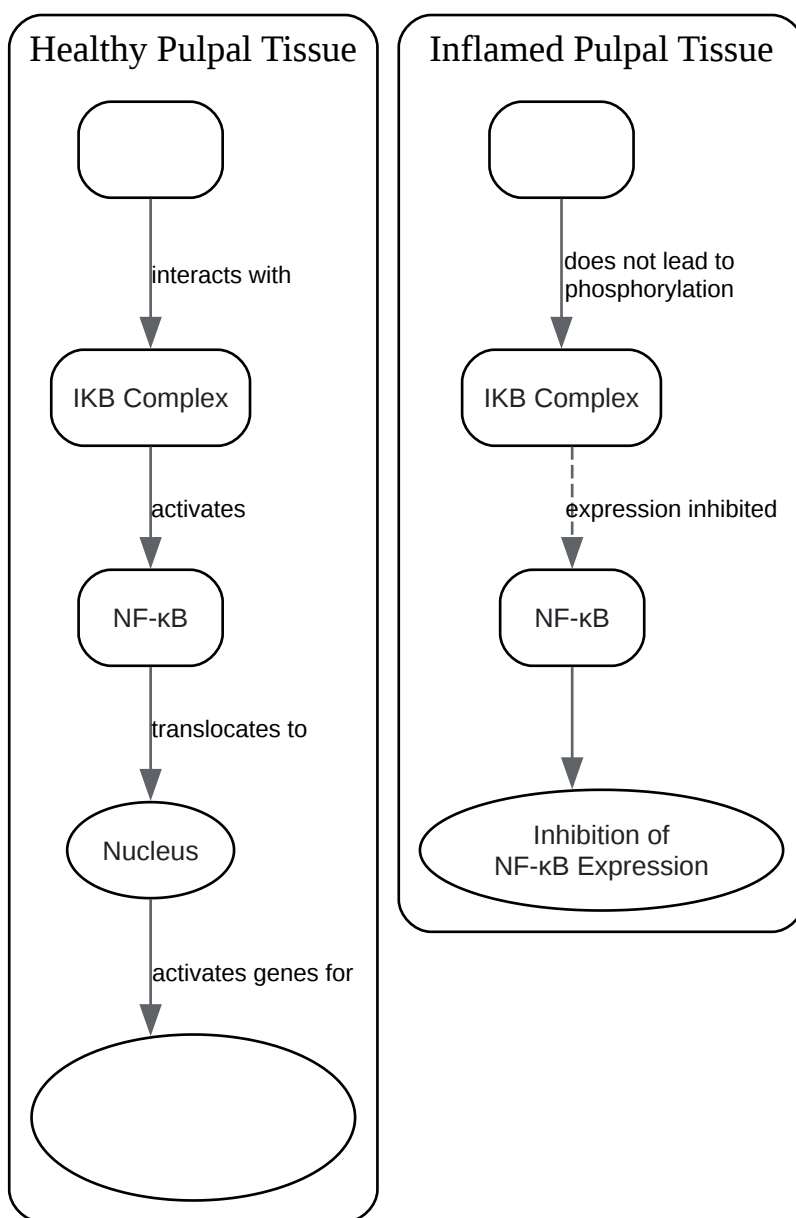 Healthy Pulpal Tissue
interacts with
IKB Complex
activates
NF-κB
translocates to
Nucleus
activates genes for
Inflamed Pulpal Tissue
does not lead to
phosphorylation
IKB Complex
expression inhibited
NF-κB
Inhibition of
NF-κB Expression